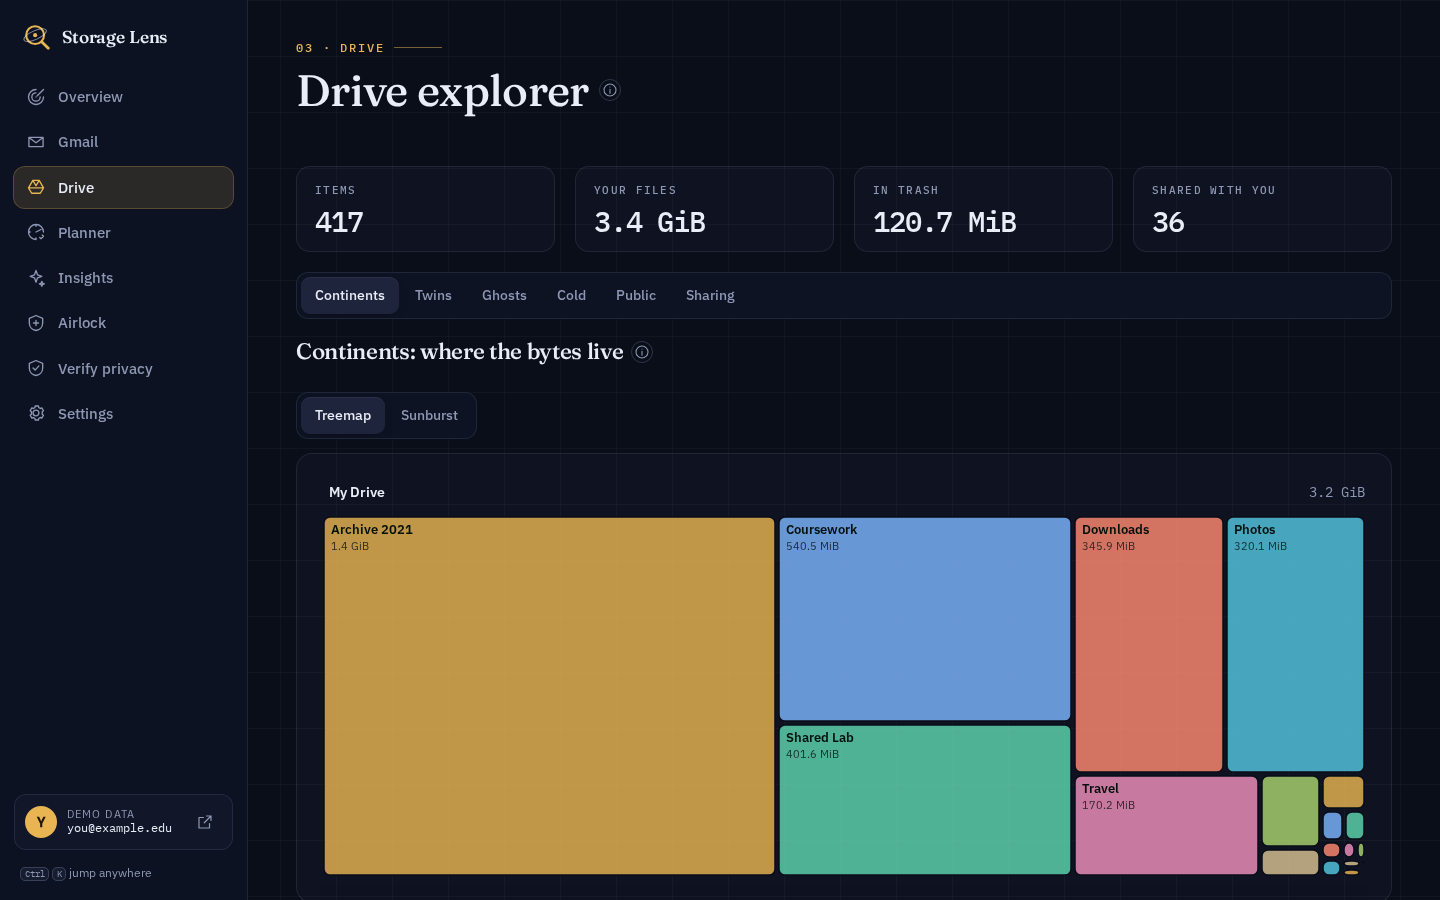 Storage Lens
Overview
Gmail
Drive
Planner
Insights
Airlock
Verify privacy
Settings
Y
DEMO DATA
you@example.edu
Ctrl K jump anywhere
03 · DRIVE
Drive explorer
ITEMS
417
YOUR FILES
3.4 GiB
IN TRASH
120.7 MiB
SHARED WITH YOU
36
Continents Twins Ghosts Cold Public Sharing
Continents: where the bytes live
Treemap Sunburst
My Drive 3.2 GiB
Archive 2021
1.4 GiB
Coursework
540.5 MiB
Downloads
345.9 MiB
Photos
320.1 MiB
Shared Lab
401.6 MiB
Travel
170.2 MiB